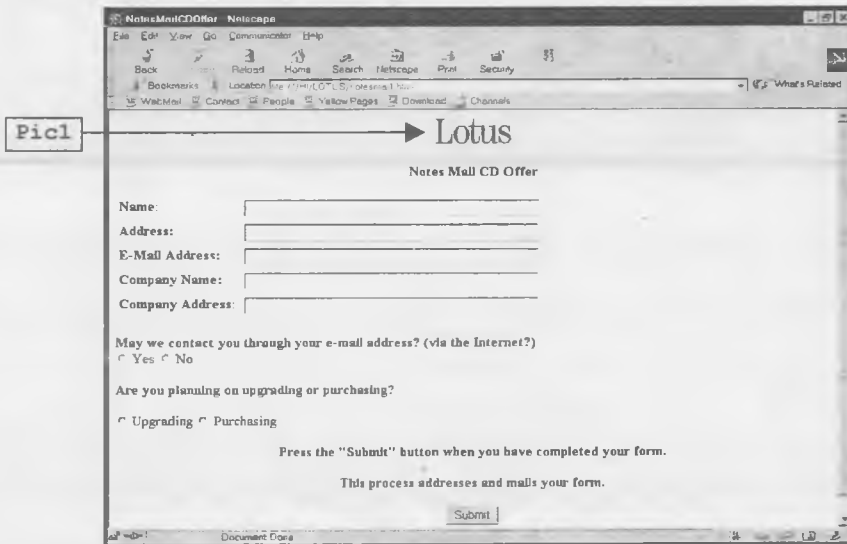 NotesMailCDOffer - Netscape
File Edit View Go Communicator Help
Back Reload Home Search Netscape Print Security
Bookmarks Location What's Related
WebMail Contact People Yellow Pages Download Channels
Pic1
Lotus
Notes Mail CD Offer
Name:
Address:
E-Mail Address:
Company Name:
Company Address:
May we contact you through your e-mail address? (via the Internet?)
Yes No
Are you planning on upgrading or purchasing?
Upgrading Purchasing
Press the "Submit" button when you have completed your form.
This process addresses and mails your form.
Submit
Document Done